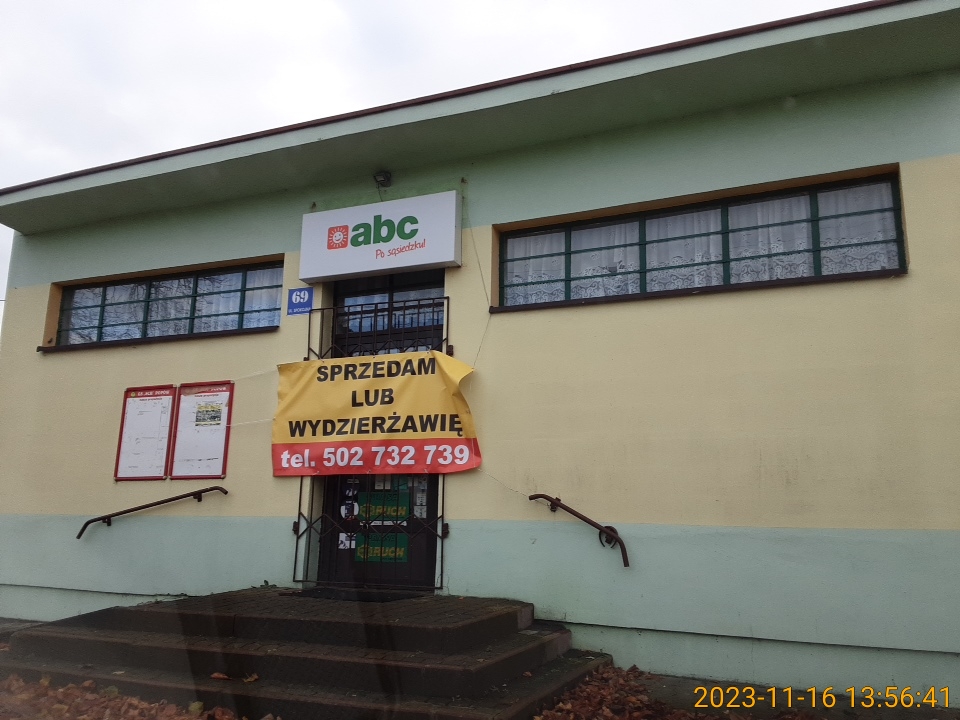 abc
Po sąsiedzku!
69
SPRZEDAM
LUB
WYDZIERŻAWIĘ
tel. 502 732 739
RUCH
RUCH
2023-11-16 13:56:41